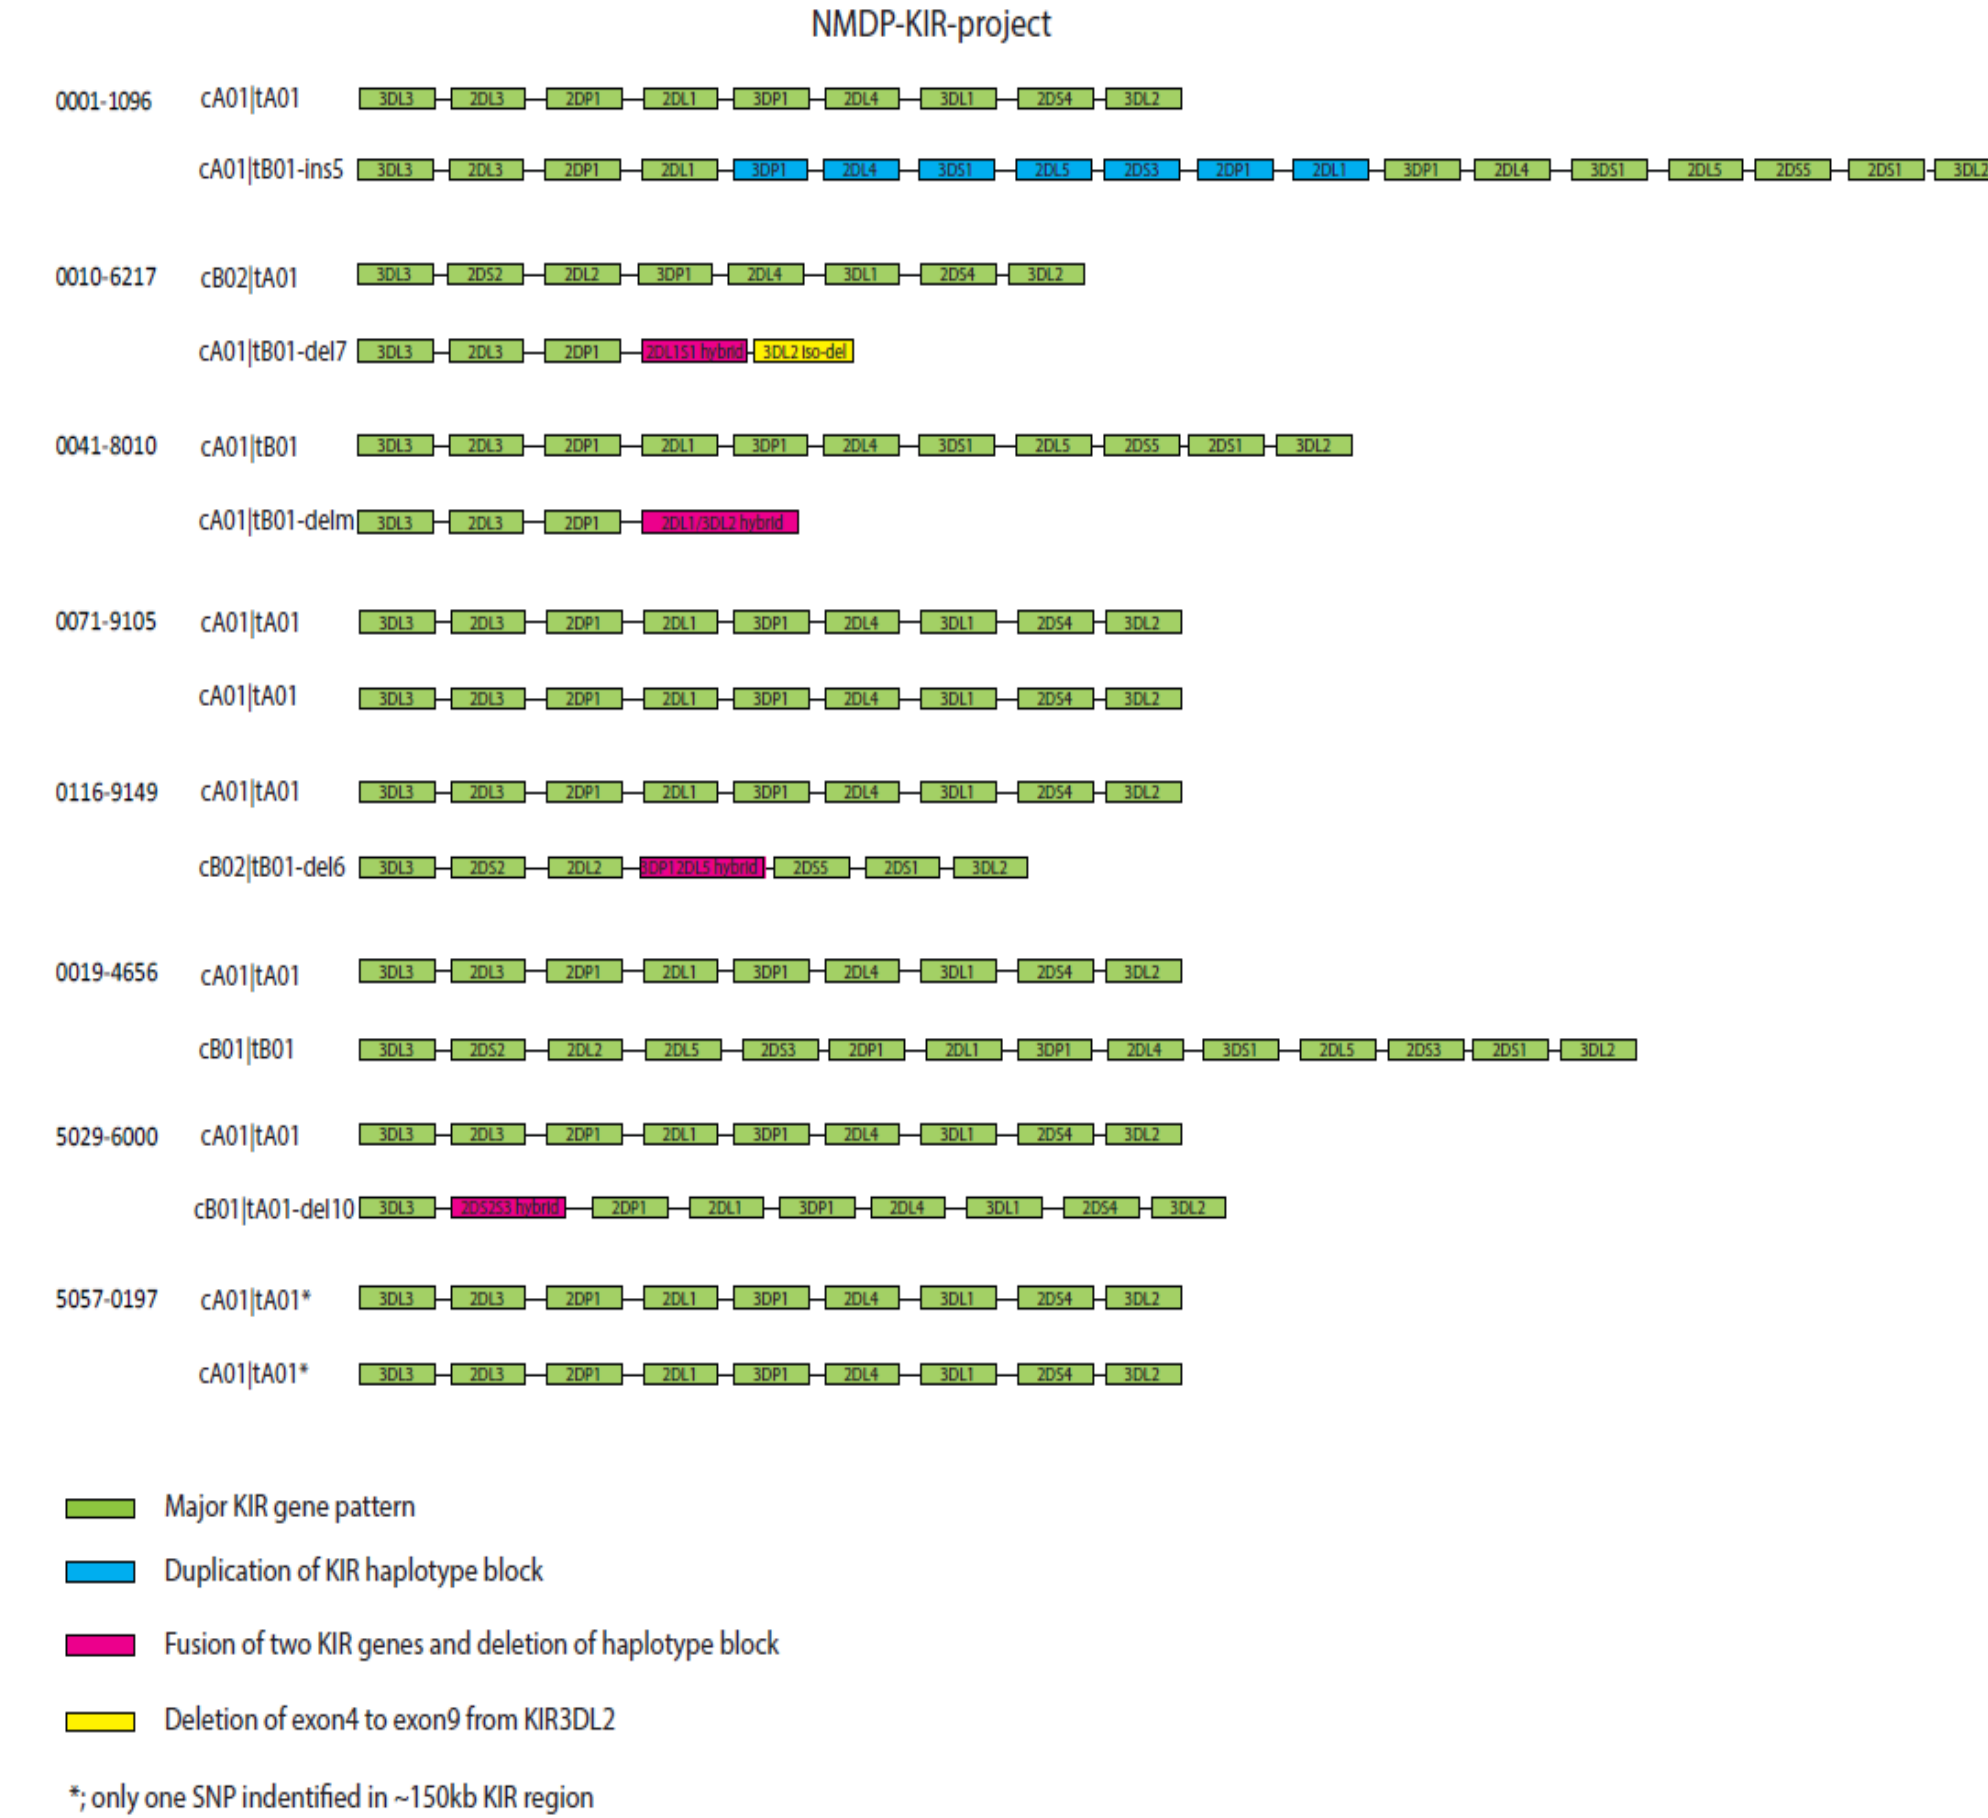 NMDP-KIR-project
0001-1096 cA01|tA01 3DL3 2DL3 2DP1 2DL1 3DP1 2DL4 3DL1 2DS4 3DL2
cA01|tB01-ins5 3DL3 2DL3 2DP1 2DL1 3DP1 2DL4 3DS1 2DL5 2DS3 2DP1 2DL1 3DP1 2DL4 3DS1 2DL5 2DS5 2DS1 3DL2
0010-6217 cB02|tA01 3DL3 2DS2 2DL2 3DP1 2DL4 3DL1 2DS4 3DL2
cA01|tB01-del7 3DL3 2DL3 2DP1 2DL1S1 hybrid 3DL2 Iso-del
0041-8010 cA01|tB01 3DL3 2DL3 2DP1 2DL1 3DP1 2DL4 3DS1 2DL5 2DS5 2DS1 3DL2
cA01|tB01-delm 3DL3 2DL3 2DP1 2DL1/3DL2 hybrid
0071-9105 cA01|tA01 3DL3 2DL3 2DP1 2DL1 3DP1 2DL4 3DL1 2DS4 3DL2
cA01|tA01 3DL3 2DL3 2DP1 2DL1 3DP1 2DL4 3DL1 2DS4 3DL2
0116-9149 cA01|tA01 3DL3 2DL3 2DP1 2DL1 3DP1 2DL4 3DL1 2DS4 3DL2
cB02|tB01-del6 3DL3 2DS2 2DL2 3DP12DL5 hybrid 2DS5 2DS1 3DL2
0019-4656 cA01|tA01 3DL3 2DL3 2DP1 2DL1 3DP1 2DL4 3DL1 2DS4 3DL2
cB01|tB01 3DL3 2DS2 2DL2 2DL5 2DS3 2DP1 2DL1 3DP1 2DL4 3DS1 2DL5 2DS3 2DS1 3DL2
5029-6000 cA01|tA01 3DL3 2DL3 2DP1 2DL1 3DP1 2DL4 3DL1 2DS4 3DL2
cB01|tA01-del10 3DL3 2DS2S3 hybrid 2DP1 2DL1 3DP1 2DL4 3DL1 2DS4 3DL2
5057-0197 cA01|tA01* 3DL3 2DL3 2DP1 2DL1 3DP1 2DL4 3DL1 2DS4 3DL2
cA01|tA01* 3DL3 2DL3 2DP1 2DL1 3DP1 2DL4 3DL1 2DS4 3DL2
Major KIR gene pattern
Duplication of KIR haplotype block
Fusion of two KIR genes and deletion of haplotype block
Deletion of exon4 to exon9 from KIR3DL2
*; only one SNP indentified in ~150kb KIR region